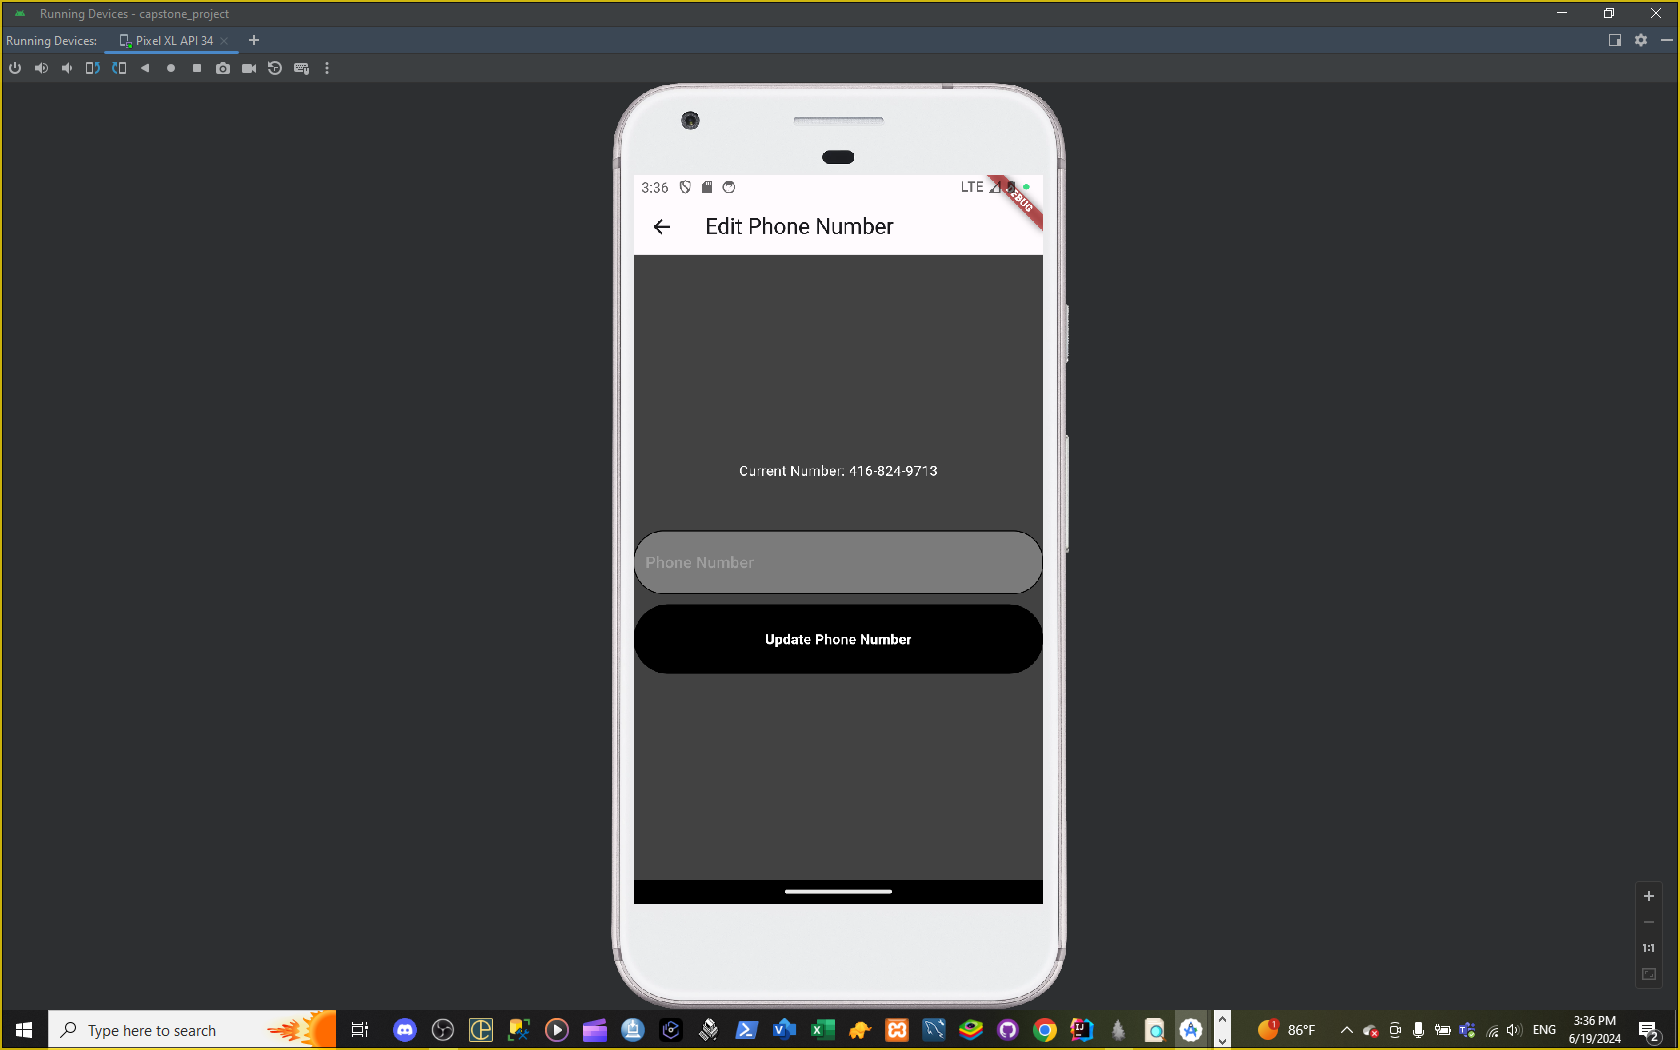 Running Devices - capstone_project
Running Devices: Pixel XL API 34
3:36 LTE
DEBUG
Edit Phone Number
Current Number: 416-824-9713
Phone Number
Update Phone Number
1:1
Type here to search
1 86°F ENG 3:36 PM
6/19/2024 2